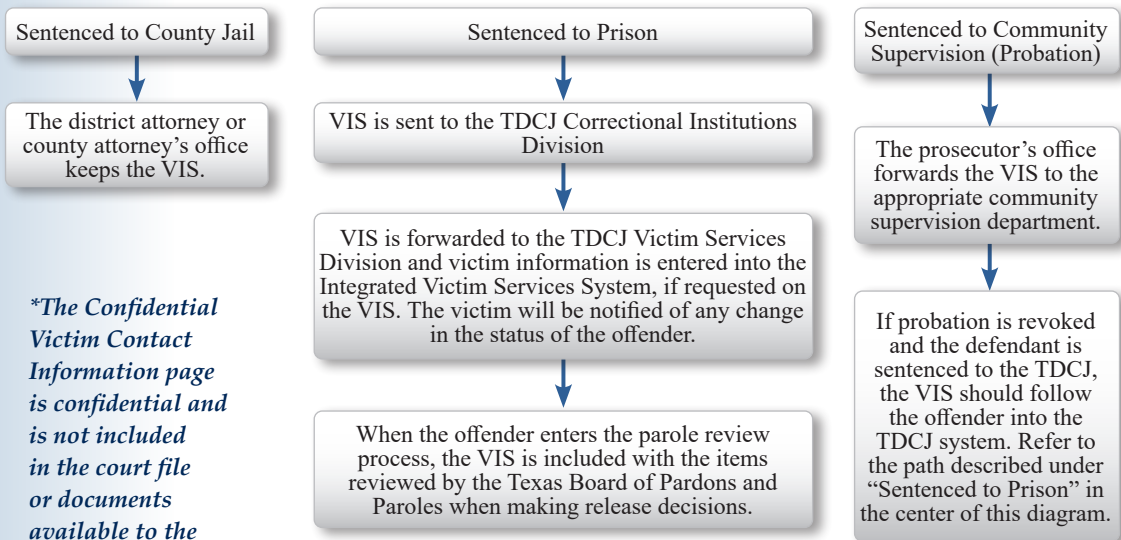 Sentenced to County Jail
The district attorney or
county attorney’s office
keeps the VIS.
*The Confidential
Victim Contact
Information page
is confidential and
is not included
in the court file
or documents
available to the
Sentenced to Prison
VIS is sent to the TDCJ Correctional Institutions
Division
VIS is forwarded to the TDCJ Victim Services
Division and victim information is entered into the
Integrated Victim Services System, if requested on
the VIS. The victim will be notified of any change
in the status of the offender.
When the offender enters the parole review
process, the VIS is included with the items
reviewed by the Texas Board of Pardons and
Paroles when making release decisions.
Sentenced to Community
Supervision (Probation)
The prosecutor’s office
forwards the VIS to the
appropriate community
supervision department.
If probation is revoked
and the defendant is
sentenced to the TDCJ,
the VIS should follow
the offender into the
TDCJ system. Refer to
the path described under
“Sentenced to Prison” in
the center of this diagram.